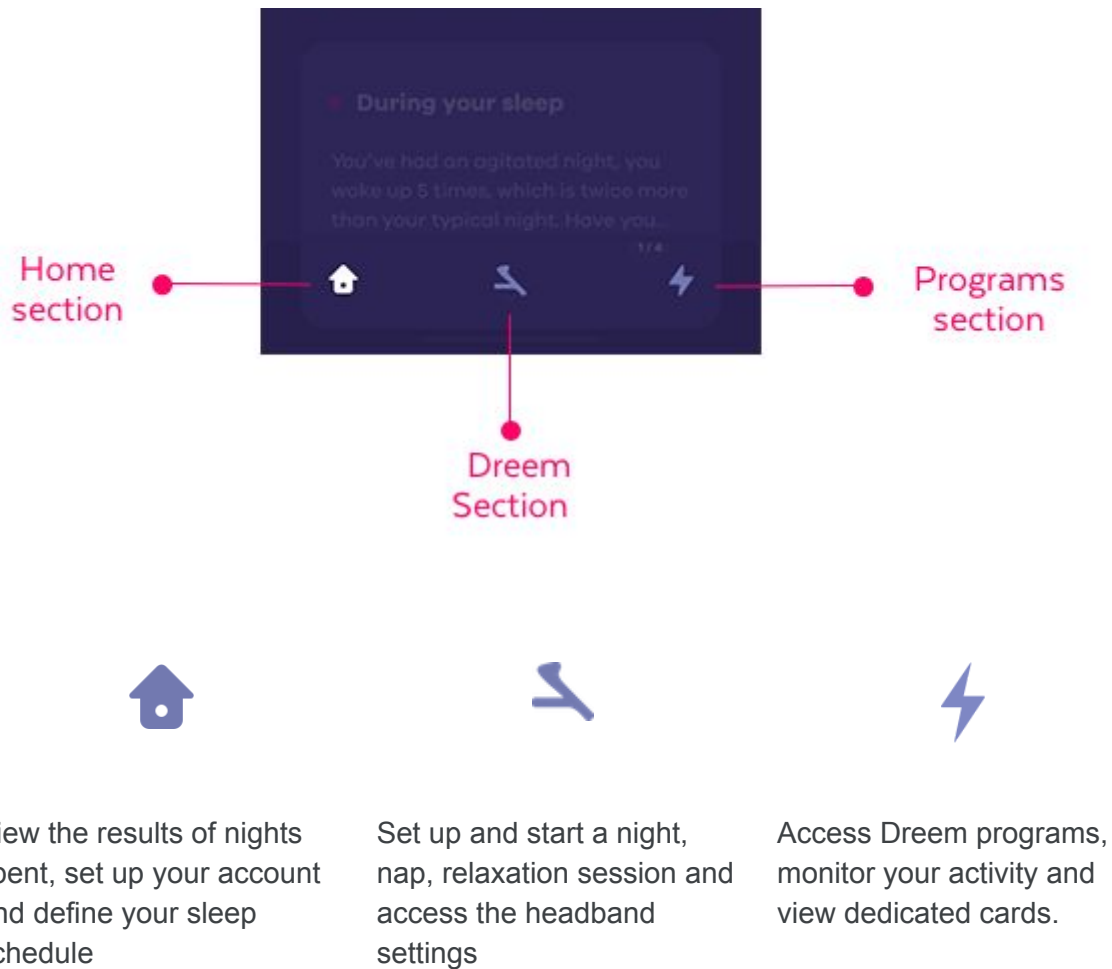 During your sleep
You've had an agitated night, you
woke up 5 times, which is twice more
than your typical night. Have you...
1 / 4
Home
section
Programs
section
Dreem
Section
iew the results of nights
pent, set up your account
nd define your sleep
chedule
Set up and start a night,
nap, relaxation session and
access the headband
settings
Access Dreem programs,
monitor your activity and
view dedicated cards.